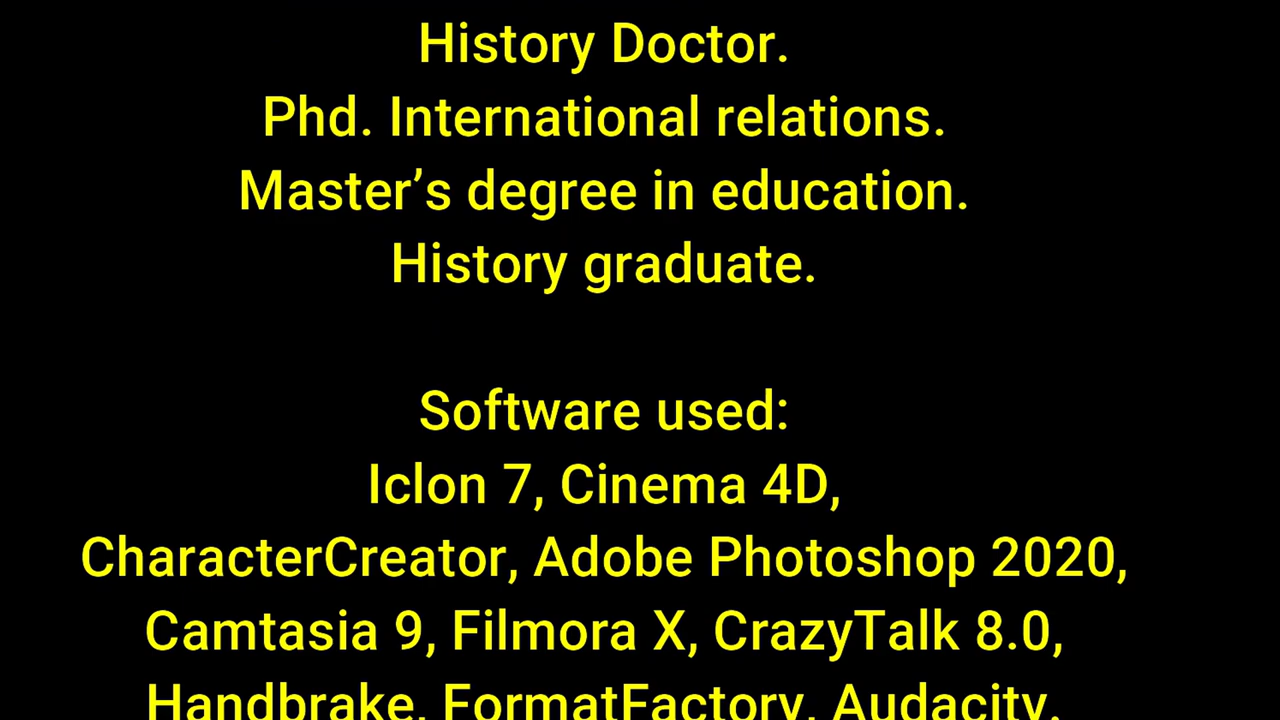 History Doctor.
Phd. International relations.
Master’s degree in education.
History graduate.
Software used:
Iclon 7, Cinema 4D,
CharacterCreator, Adobe Photoshop 2020,
Camtasia 9, Filmora X, CrazyTalk 8.0,
Handbrake, FormatFactory, Audacity.